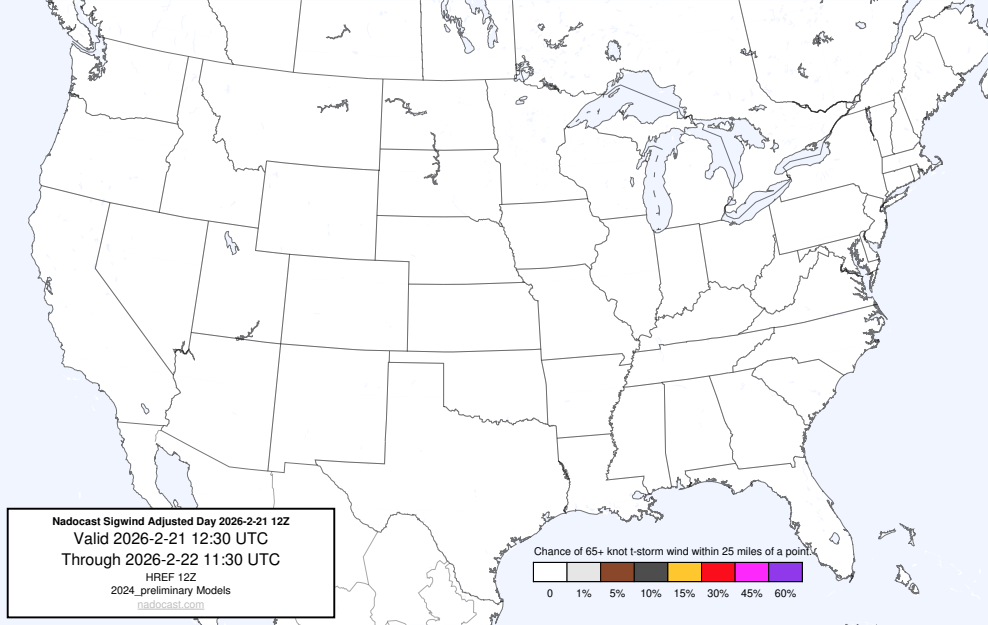 Nadocast Sigwind Adjusted Day 2026-2-21 12Z
Valid 2026-2-21 12:30 UTC
Through 2026-2-22 11:30 UTC
HREF 12Z
2024_preliminary Models
nadocast.com
Chance of 65+ knot t-storm wind within 25 miles of a point.
0 1% 5% 10% 15% 30% 45% 60%